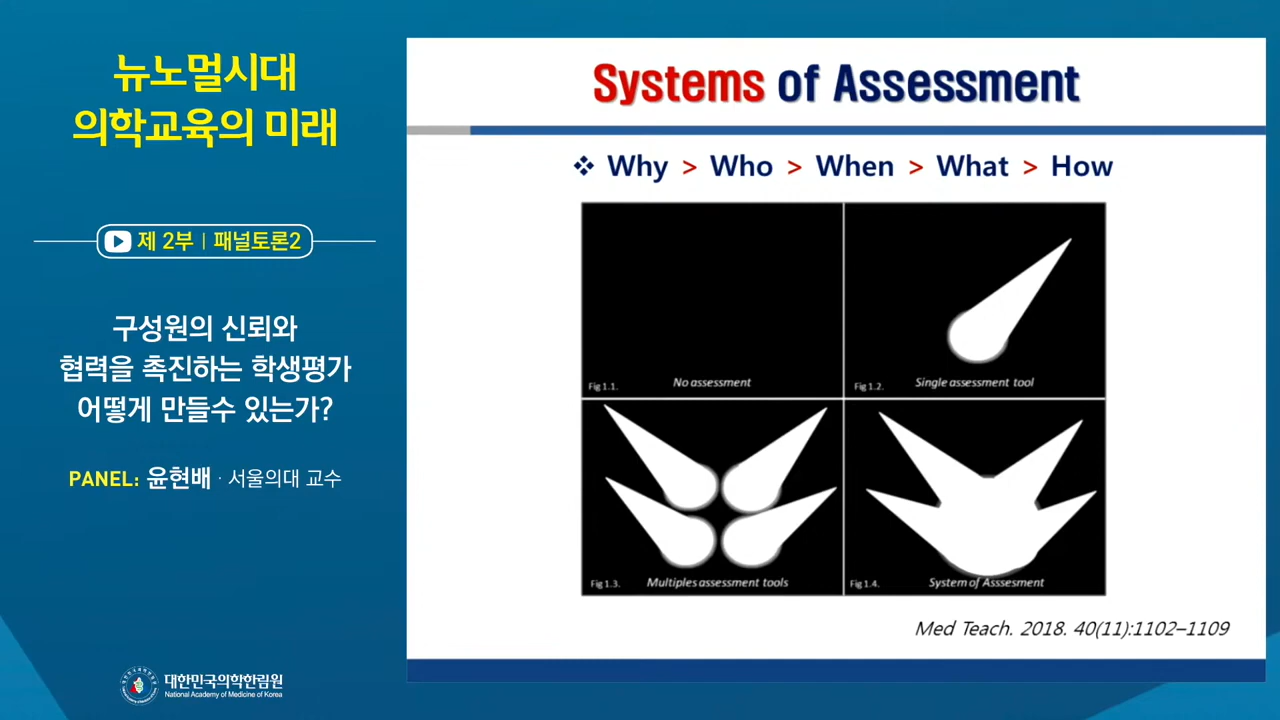 뉴노멀시대
의학교육의 미래
제 2부 | 패널토론2
구성원의 신뢰와
협력을 촉진하는 학생평가
어떻게 만들수 있는가?
PANEL: 윤현배 · 서울의대 교수
대한민국의학한림원
National Academy of Medicine of Korea
Systems of Assessment
❖ Why > Who > When > What > How
Fig 1.1. No assessment
Fig 1.2. Single assessment tool
Fig 1.3. Multiples assessment tools
Fig 1.4. System of Asssesment
Med Teach. 2018. 40(11):1102–1109